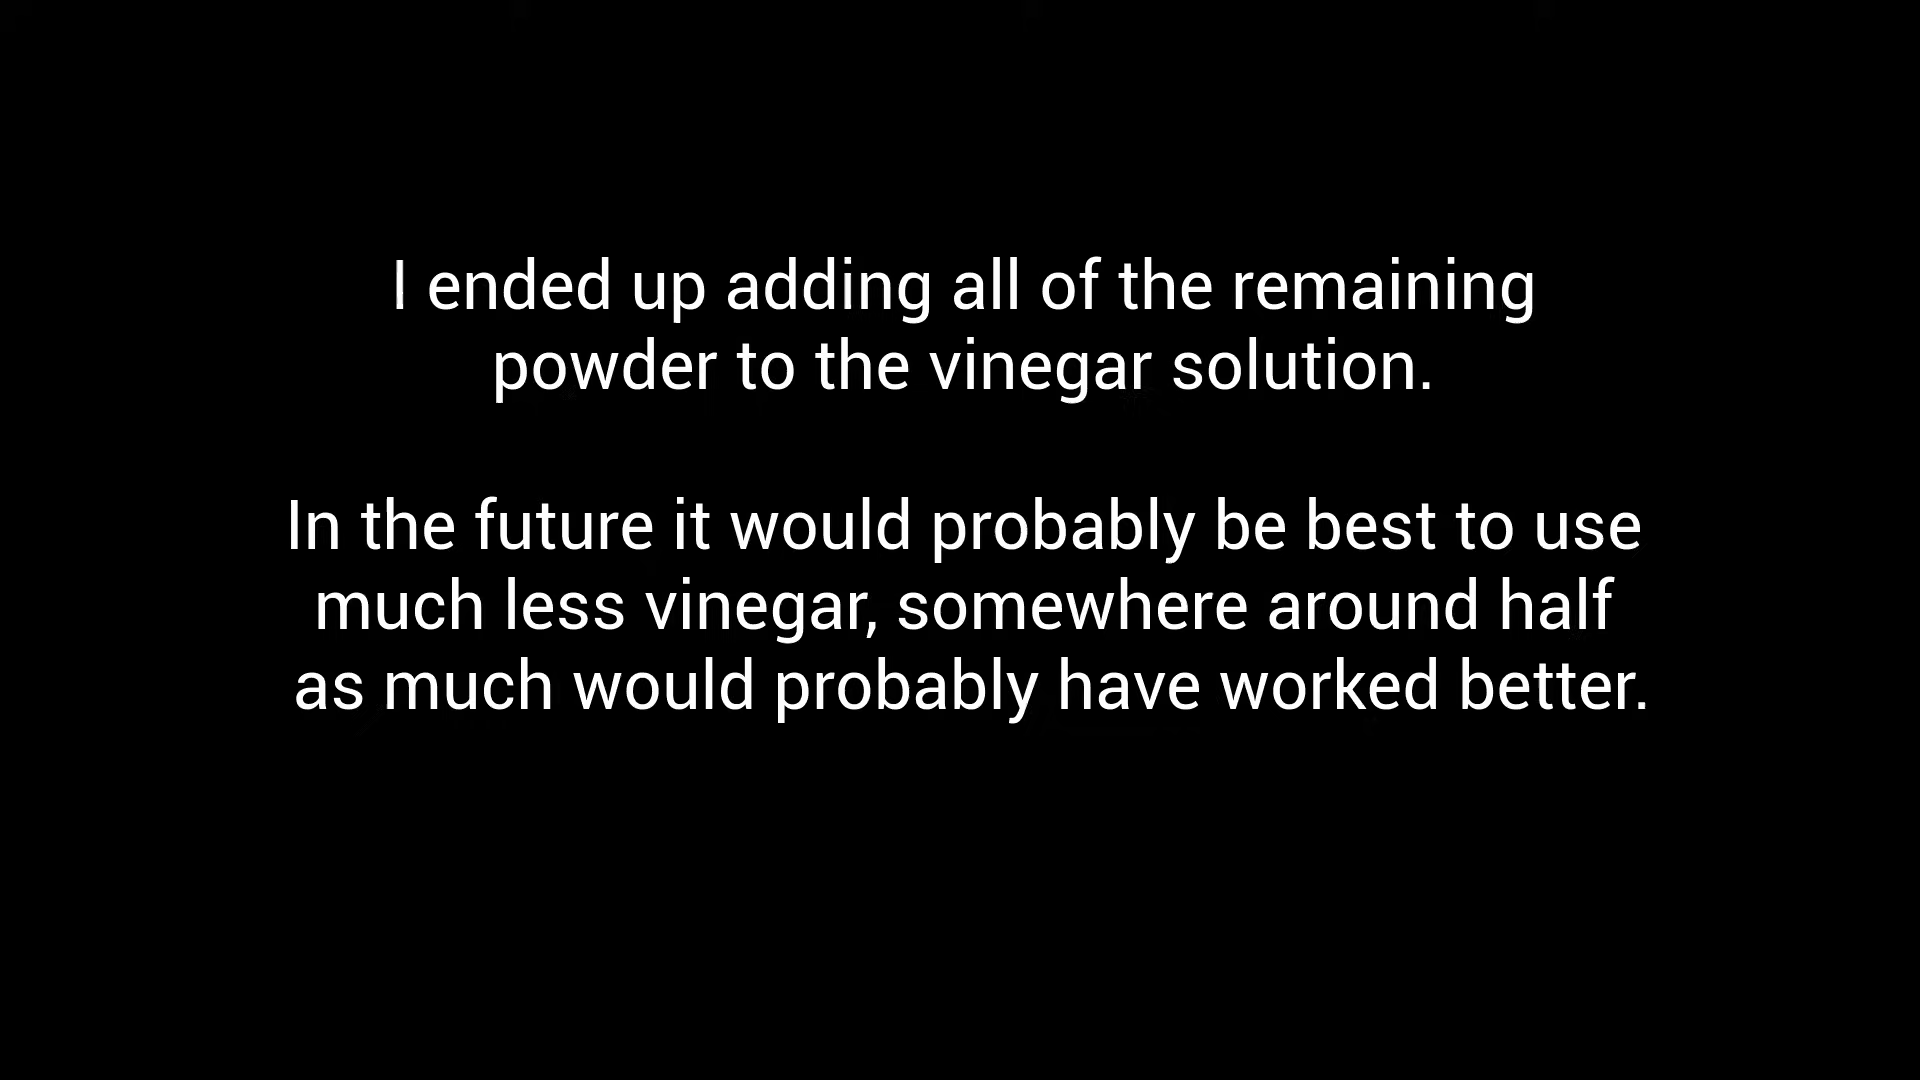 I ended up adding all of the remaining
powder to the vinegar solution.
In the future it would probably be best to use
much less vinegar, somewhere around half
as much would probably have worked better.